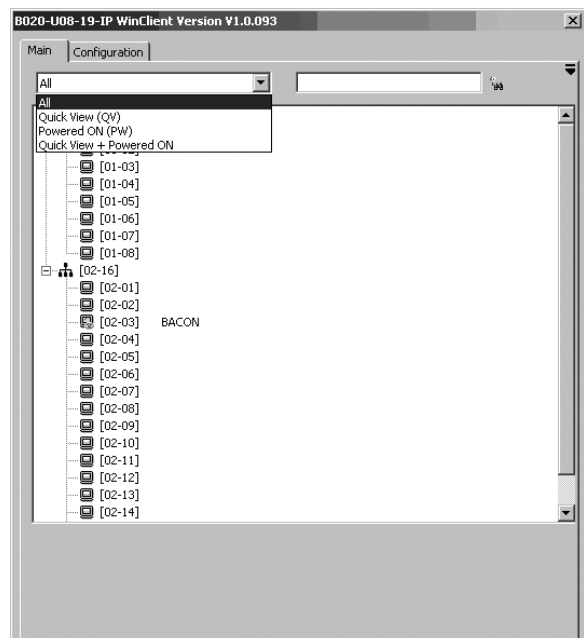 B020-U08-19-IP WinClient Version V1.0.093
Main
Configuration
All
All
Quick View (QV)
Powered ON (PW)
Quick View + Powered ON
[01-03]
[01-04]
[01-05]
[01-06]
[01-07]
[01-08]
[02-16]
[02-01]
[02-02]
[02-03] BACON
[02-04]
[02-05]
[02-06]
[02-07]
[02-08]
[02-09]
[02-10]
[02-11]
[02-12]
[02-13]
[02-14]